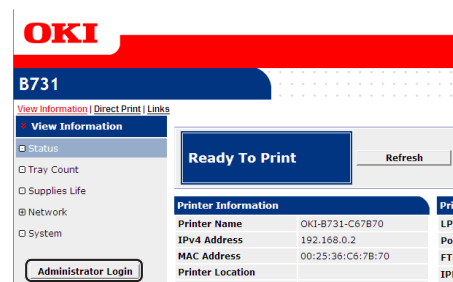 OKI
B731
View Information | Direct Print | Links
View Information
Status
Tray Count
Supplies Life
Network
System
Administrator Login
Ready To Print
Refresh
Printer Information
Printer Name OKI-B731-C67B70
IPv4 Address 192.168.0.2
MAC Address 00:25:36:C6:7B:70
Printer Location
Pri
LP
Po
FT
IPI